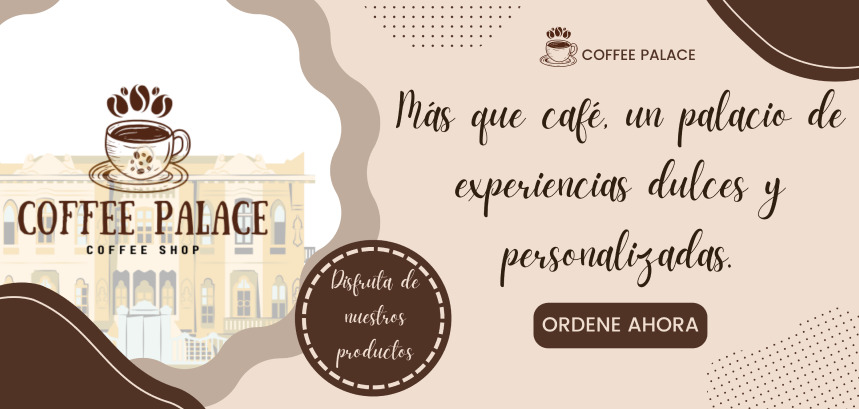 COFFEE PALACE
COFFEE SHOP
COFFEE PALACE
Más que café, un palacio de
experiencias dulces y
personalizadas.
Disfruta de
nuestros
productos
ORDENE AHORA